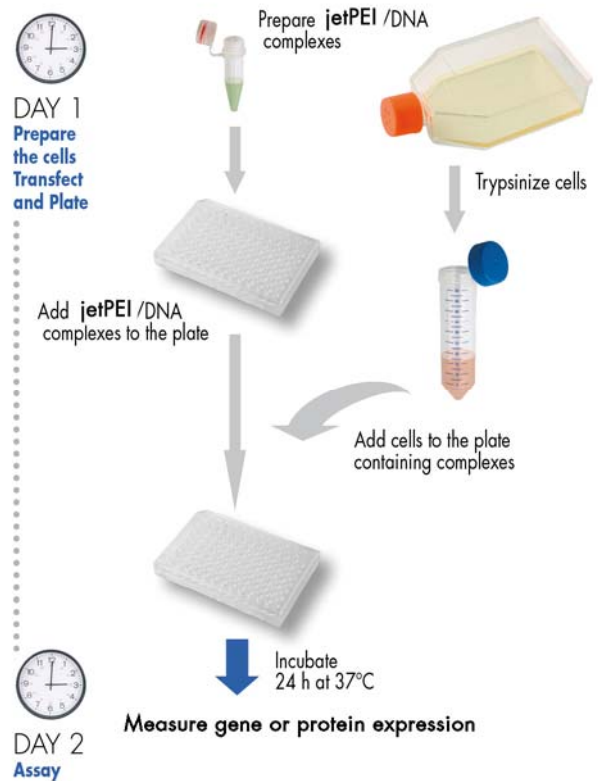 Prepare jetPEI /DNA
complexes
DAY 1
Prepare
the cells
Transfect
and Plate
Trypsinize cells
Add jetPEI /DNA
complexes to the plate
Add cells to the plate
containing complexes
Incubate
24 h at 37°C
Measure gene or protein expression
DAY 2
Assay